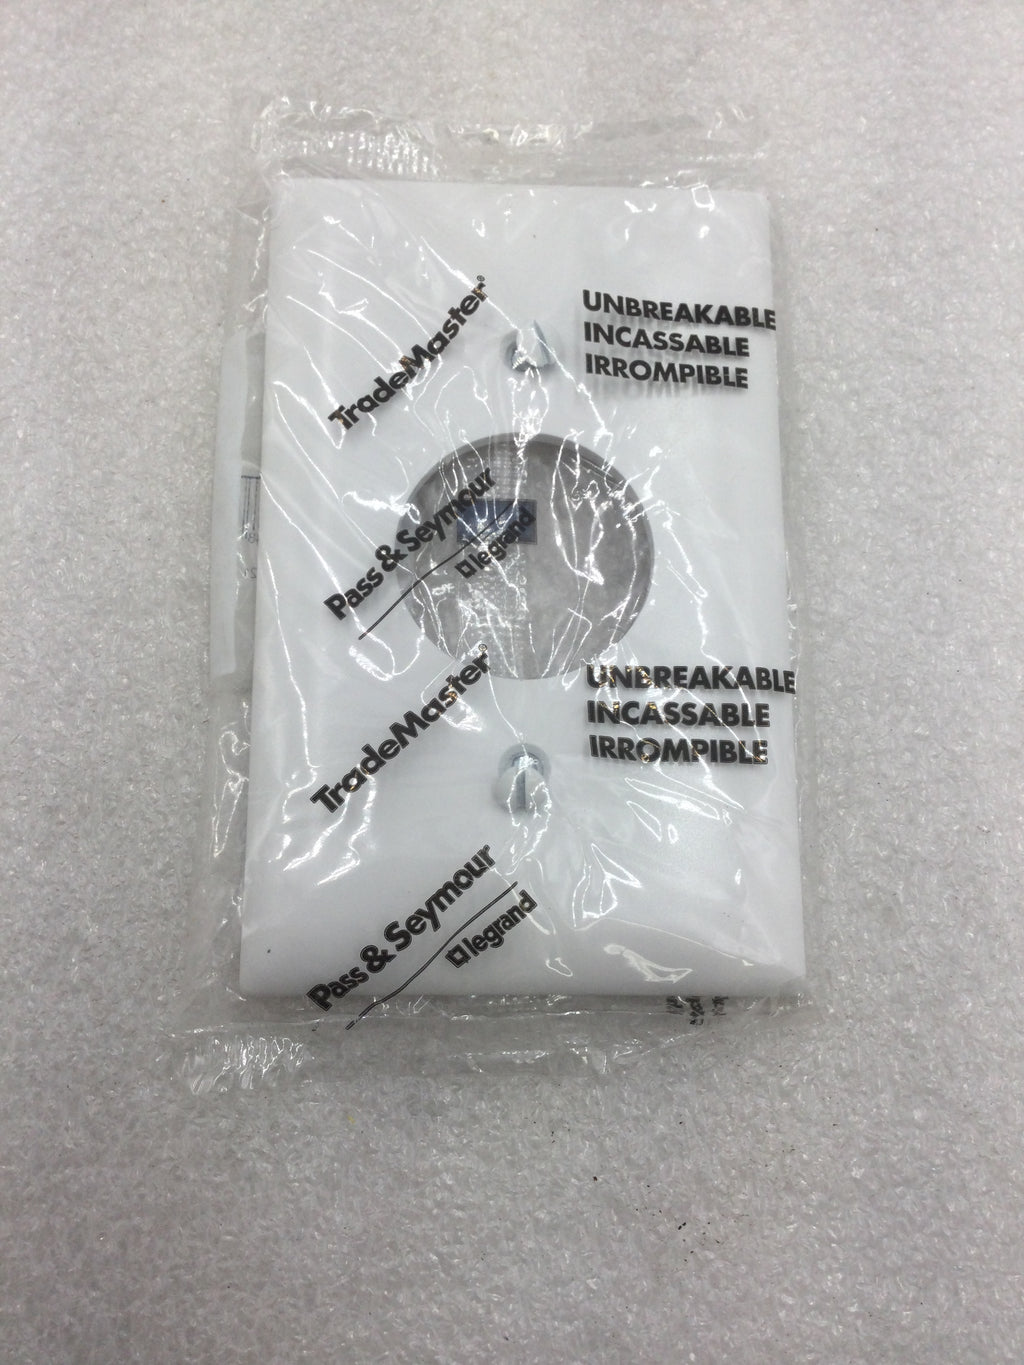 TradeMaster®
UNBREAKABLE
INCASSABLE
IRROMPIBLE
Pass & Seymour
legrand
TradeMaster®
UNBREAKABLE
INCASSABLE
IRROMPIBLE
Pass & Seymour
legrand